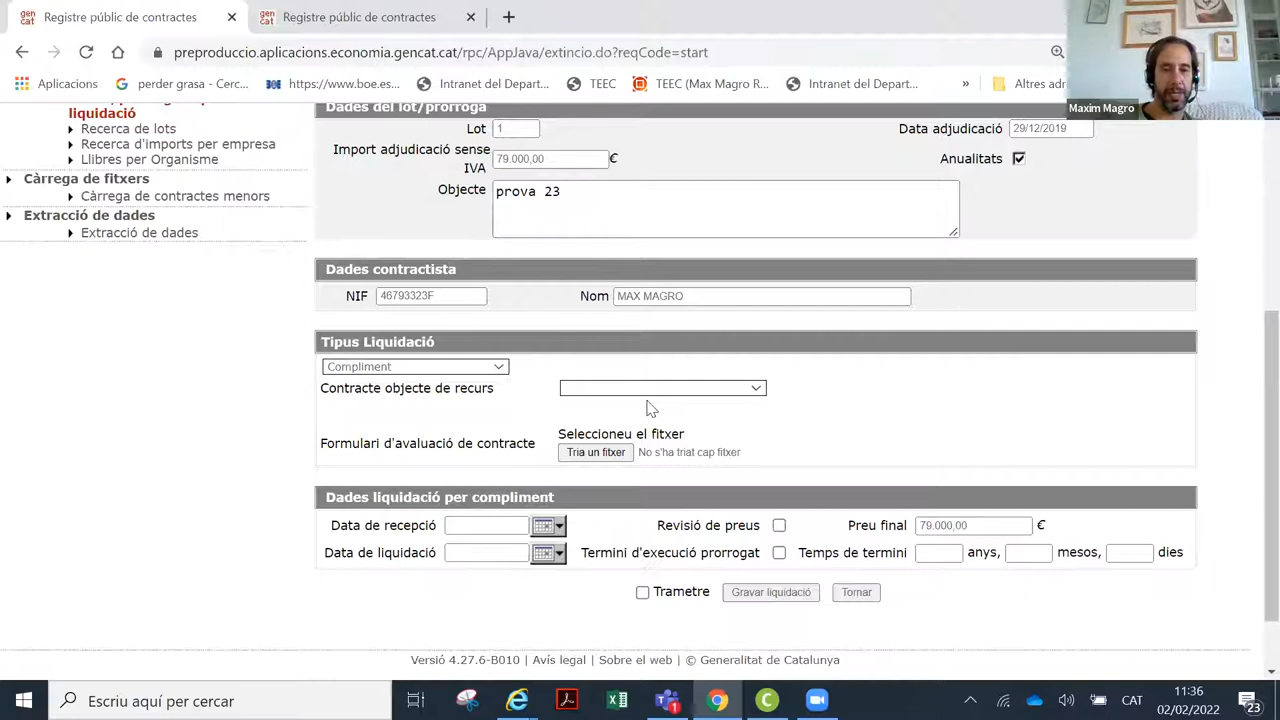 gen cat Registre públic de contractes × gen cat Registre públic de contractes × +
preproduccio.aplicacions.economia.gencat.cat/rpc/AppJava/extincio.do?reqCode=start
Aplicacions perder grasa - Cerc... https://www.boe.es... Intranet del Depart... TEEC TEEC (Max Magro R... Intranet del Depart... » Altres adr
Maxim Magro
liquidació
Recerca de lots
Recerca d'imports per empresa
Llibres per Organisme
Càrrega de fitxers
Càrrega de contractes menors
Extracció de dades
Extracció de dades
Dades del lot/pròrroga
Lot 1 Data adjudicació 29/12/2019
Import adjudicació sense IVA 79.000,00 € Anualitats
Objecte prova 23
Dades contractista
NIF 46793323F Nom MAX MAGRO
Tipus Liquidació
Compliment
Contracte objecte de recurs
Seleccioneu el fitxer
Formulari d'avaluació de contracte Tria un fitxer No s'ha triat cap fitxer
Dades liquidació per compliment
Data de recepció Revisió de preus Preu final 79.000,00 €
Data de liquidació Termini d'execució prorrogat Temps de termini anys, mesos, dies
Trametre Gravar liquidació Tornar
Versió 4.27.6-B010 | Avís legal | Sobre el web | © Generalitat de Catalunya
Escriu aquí per cercar CAT 11:36
02/02/2022 23